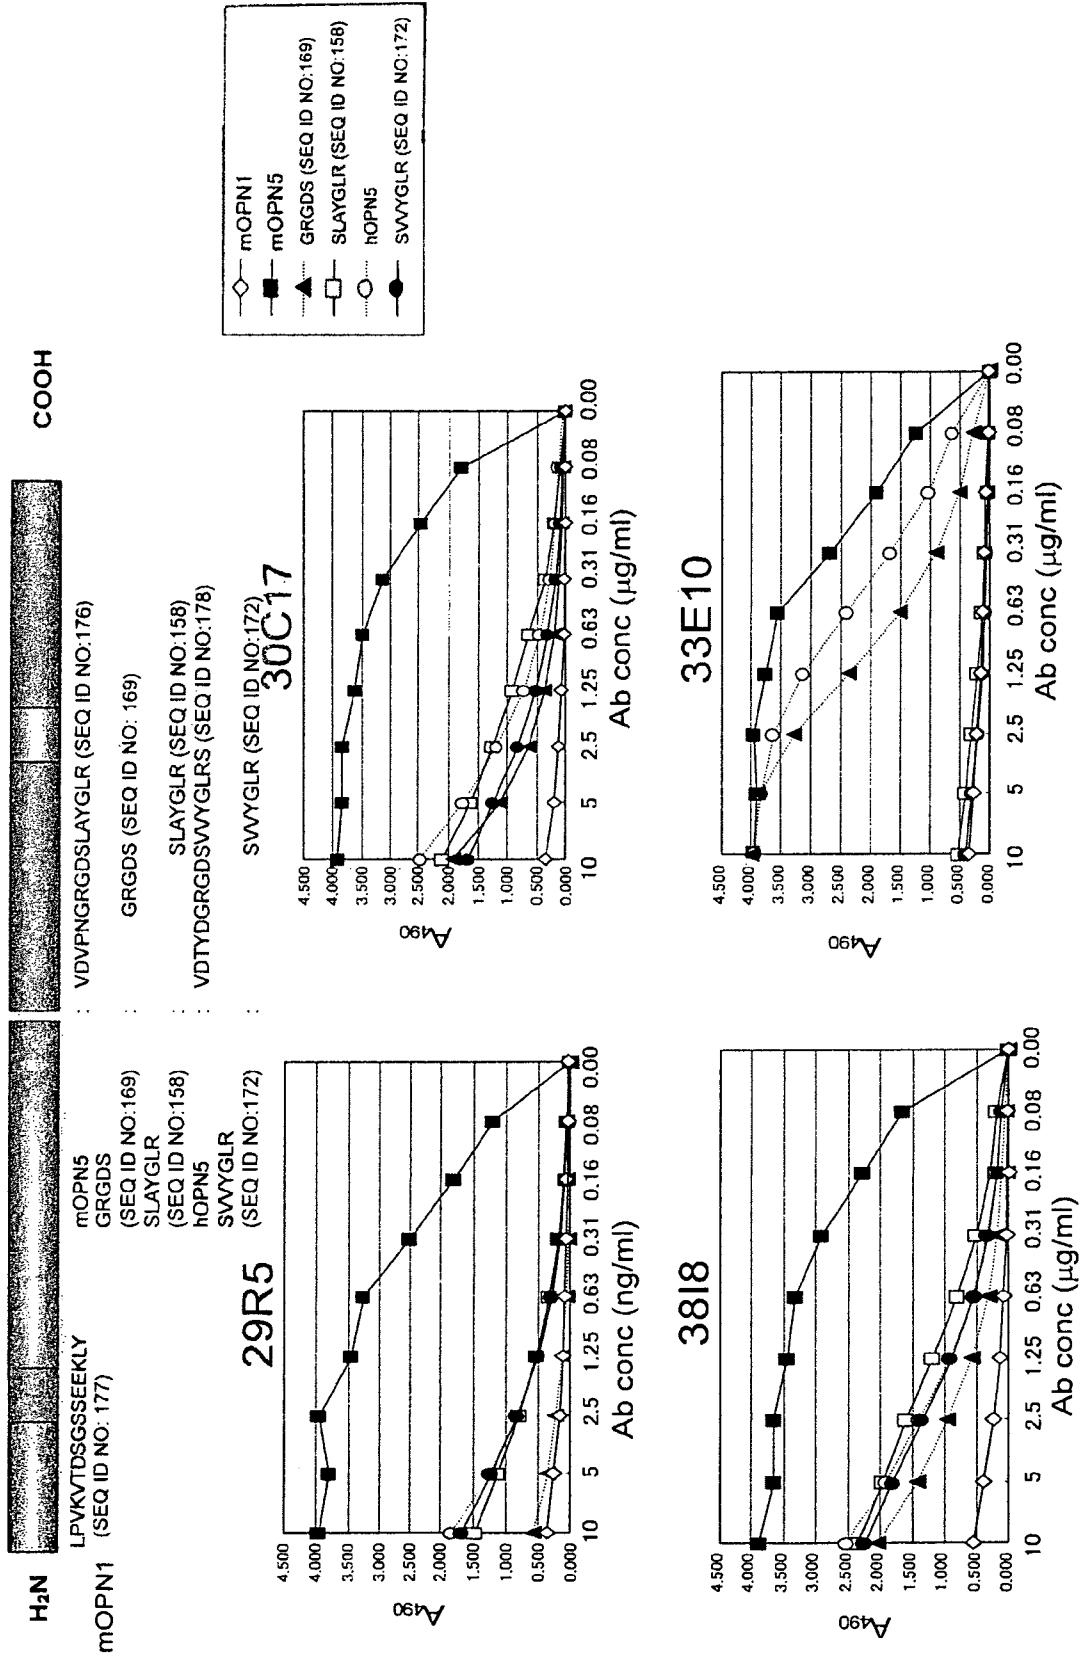 H2N
COOH
mOPN1
LPVKVTDSGSSEEKLY
(SEQ ID NO: 177)
mOPN5 : VDVPNGRGDSLAYGLR (SEQ ID NO:176)
GRGDS
(SEQ ID NO:169) : GRGDS (SEQ ID NO: 169)
SLAYGLR
(SEQ ID NO:158) : SLAYGLR (SEQ ID NO:158)
hOPN5 : VDTYDGRGDSVVYGLRS (SEQ ID NO:178)
SVVYGLR
(SEQ ID NO:172) : SVVYGLR (SEQ ID NO:172)
mOPN1
mOPN5
GRGDS (SEQ ID NO:169)
SLAYGLR (SEQ ID NO:158)
hOPN5
SVVYGLR (SEQ ID NO:172)
29R5
A490
4.500
4.000
3.500
3.000
2.500
2.000
1.500
1.000
0.500
0.000
10 5 2.5 1.25 0.63 0.31 0.16 0.08 0.00
Ab conc (ng/ml)
30C17
A490
4.500
4.000
3.500
3.000
2.500
2.000
1.500
1.000
0.500
0.000
10 5 2.5 1.25 0.63 0.31 0.16 0.08 0.00
Ab conc (µg/ml)
38I8
A490
4.500
4.000
3.500
3.000
2.500
2.000
1.500
1.000
0.500
0.000
10 5 2.5 1.25 0.63 0.31 0.16 0.08 0.00
Ab conc (µg/ml)
33E10
A490
4.500
4.000
3.500
3.000
2.500
2.000
1.500
1.000
0.500
0.000
10 5 2.5 1.25 0.63 0.31 0.16 0.08 0.00
Ab conc (µg/ml)